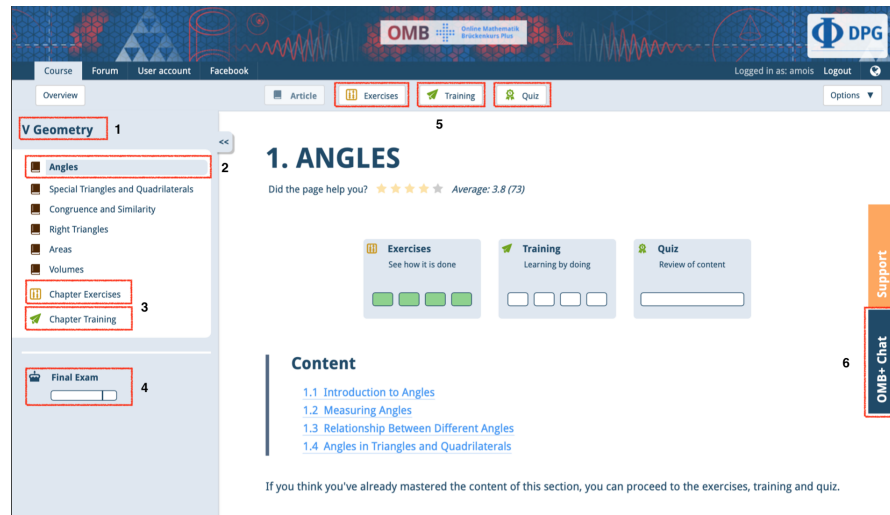 OMB+ Online Mathematik
Brückenkurs Plus
DPG
Course Forum User account Facebook
Logged in as: amois Logout
Overview
Article Exercises Training Quiz
Options ▼
5
V Geometry 1
<<
Angles 2
Special Triangles and Quadrilaterals
Congruence and Similarity
Right Triangles
Areas
Volumes
Chapter Exercises
3
Chapter Training
Final Exam
4
1. ANGLES
Did the page help you? Average: 3.8 (73)
Exercises
See how it is done
Training
Learning by doing
Quiz
Review of content
Support
OMB+ Chat
6
Content
1.1 Introduction to Angles
1.2 Measuring Angles
1.3 Relationship Between Different Angles
1.4 Angles in Triangles and Quadrilaterals
If you think you've already mastered the content of this section, you can proceed to the exercises, training and quiz.